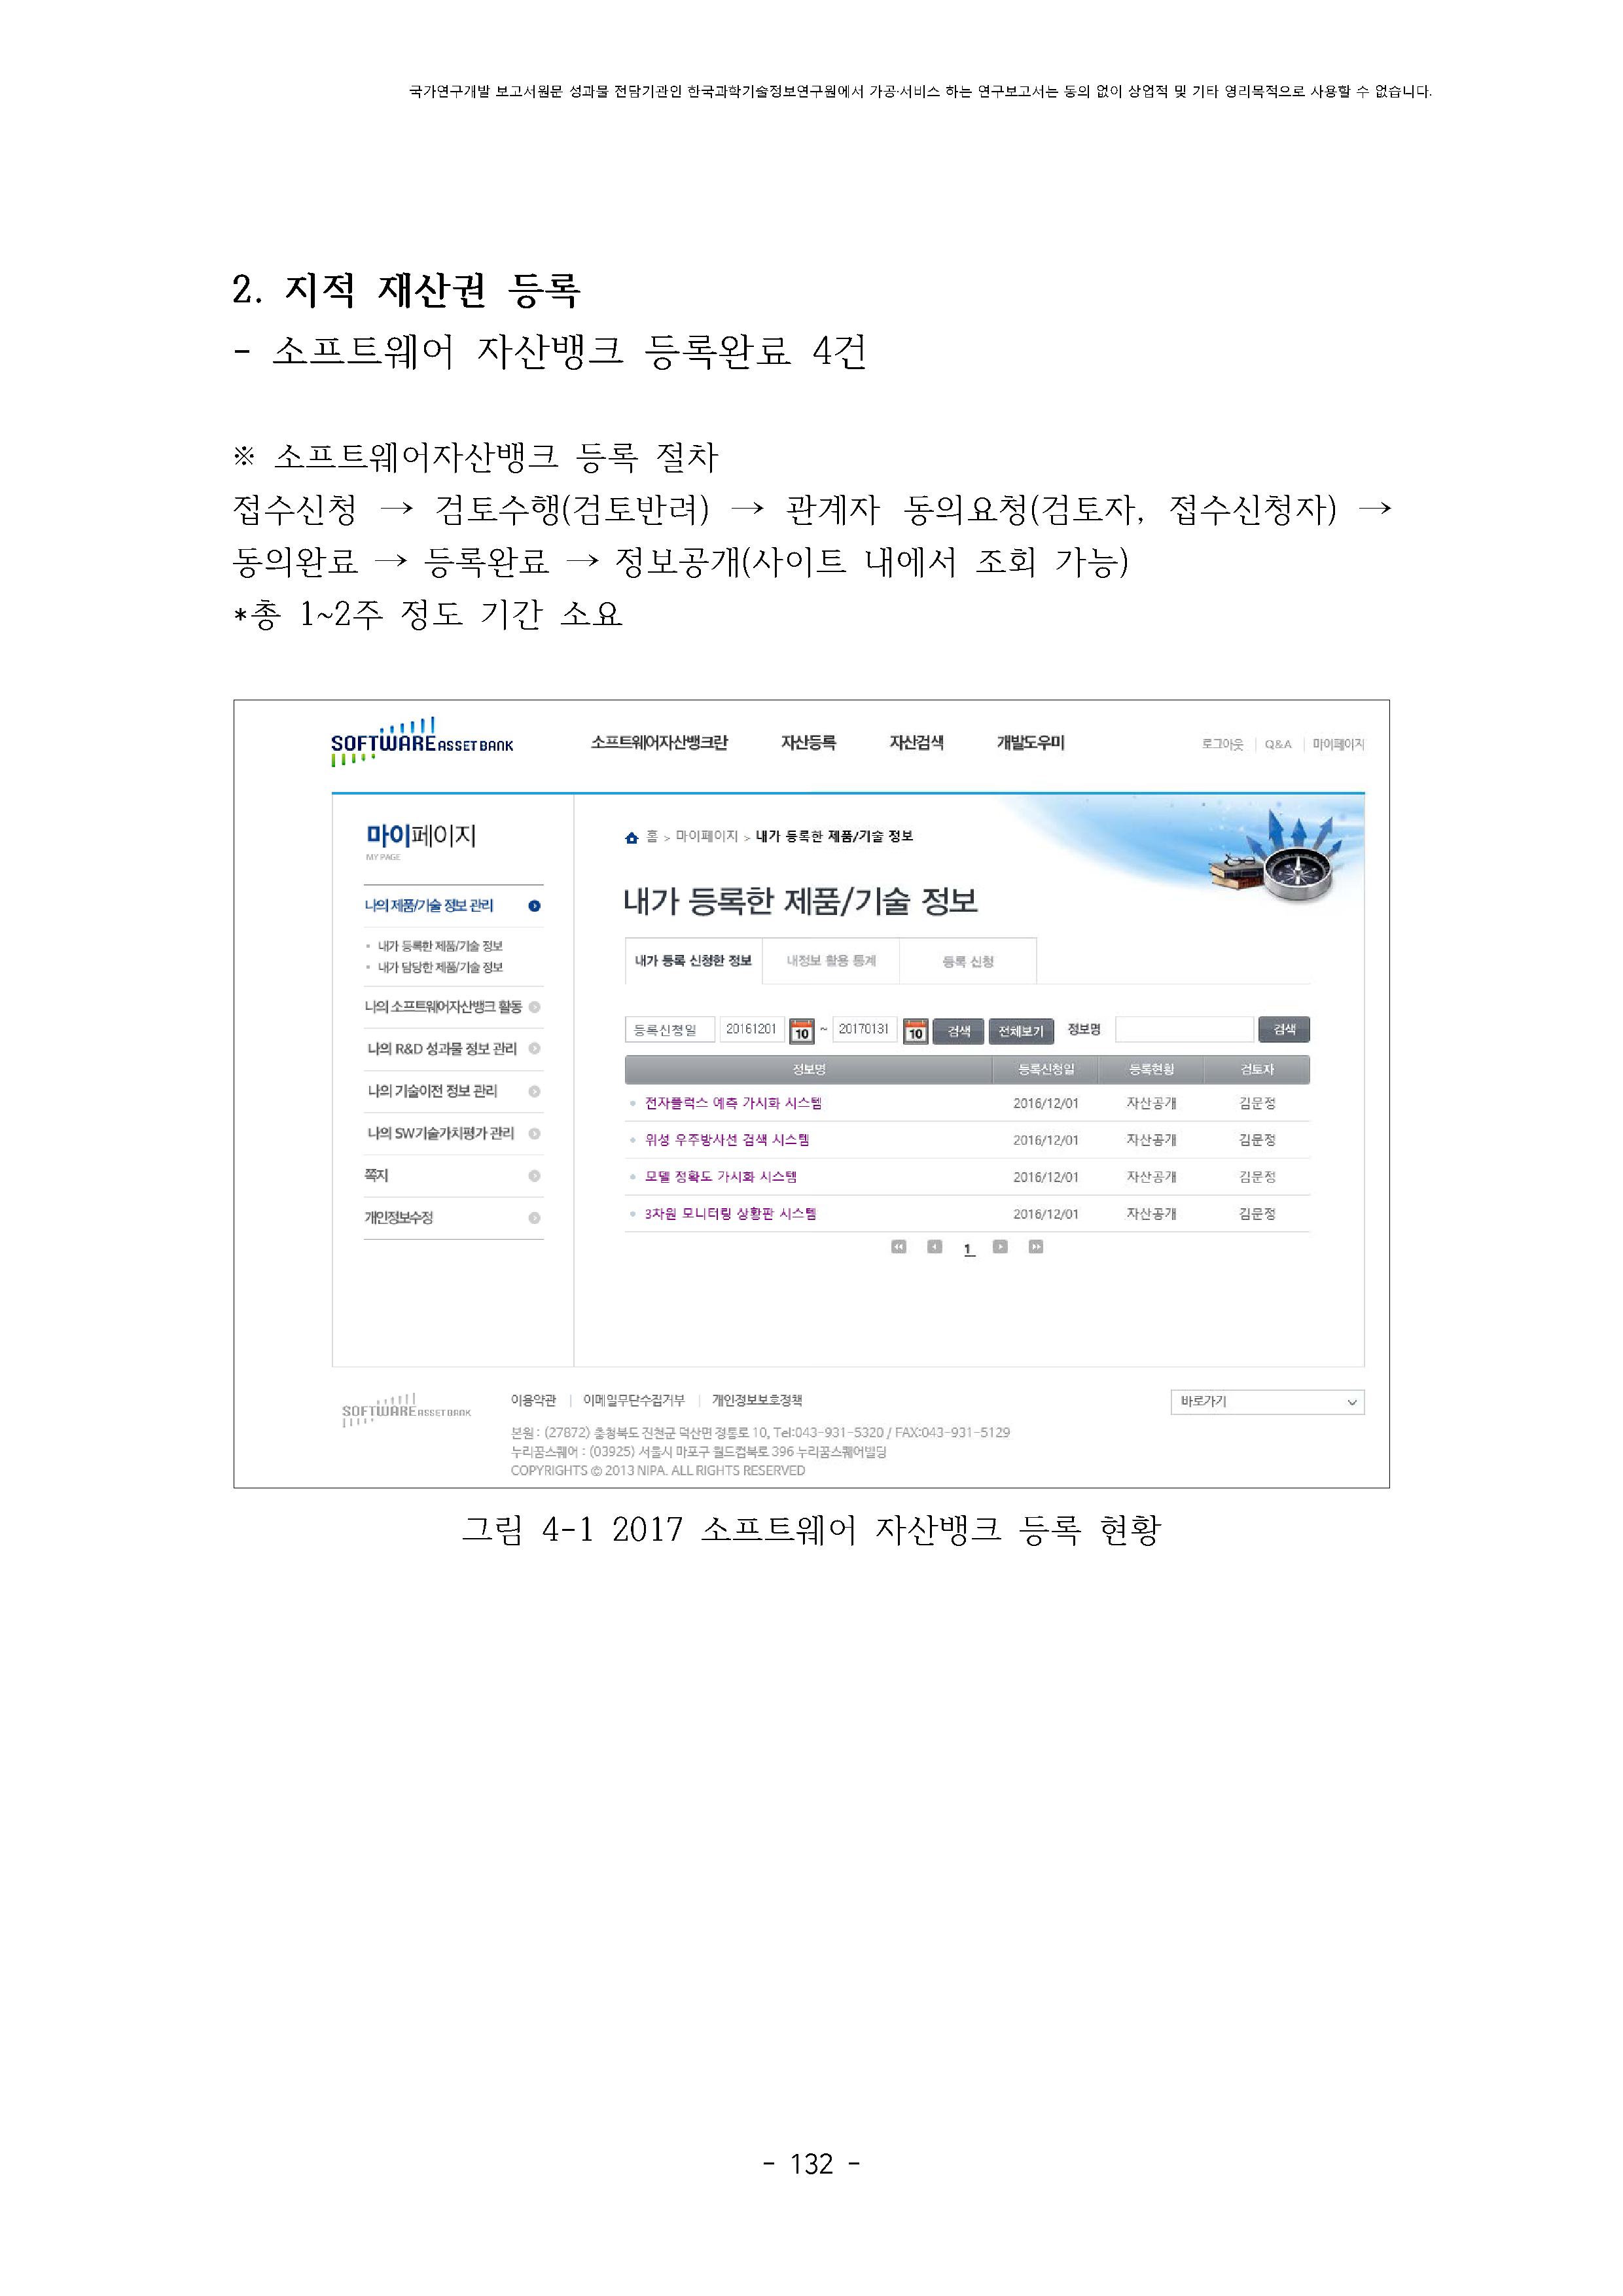 국가연구개발 보고서원문 성과물 전담기관인 한국과학기술정보연구원에서 가공·서비스 하는 연구보고서는 동의 없이 상업적 및 기타 영리목적으로 사용할 수 없습니다.
2. 지적 재산권 등록
- 소프트웨어 자산뱅크 등록완료 4건
※ 소프트웨어자산뱅크 등록 절차
접수신청 → 검토수행(검토반려) → 관계자 동의요청(검토자, 접수신청자) →
동의완료 → 등록완료 → 정보공개(사이트 내에서 조회 가능)
*총 1~2주 정도 기간 소요
SOFTWARE ASSET BANK 소프트웨어자산뱅크란 자산등록 자산검색 개발도우미 로그아웃 | Q&A | 마이페이지
마이페이지
MY PAGE
나의 제품/기술 정보 관리
• 내가 등록한 제품/기술 정보
• 내가 담당한 제품/기술 정보
나의 소프트웨어자산뱅크 활동
나의 R&D 성과물 정보 관리
나의 기술이전 정보 관리
나의 SW기술가치평가 관리
쪽지
개인정보수정
홈 > 마이페이지 > 내가 등록한 제품/기술 정보
내가 등록한 제품/기술 정보
내가 등록 신청한 정보 내정보 활용 통계 등록 신청
등록신청일 20161201 10 ~ 20170131 10 검색 전체보기 정보명 검색
정보명 등록신청일 등록현황 검토자
• 전자플럭스 예측 가시화 시스템 2016/12/01 자산공개 김문정
• 위성 우주방사선 검색 시스템 2016/12/01 자산공개 김문정
• 모델 정확도 가시화 시스템 2016/12/01 자산공개 김문정
• 3차원 모니터링 상황판 시스템 2016/12/01 자산공개 김문정
1
SOFTWARE ASSET BANK 이용약관 | 이메일무단수집거부 | 개인정보보호정책 바로가기
본원 : (27872) 충청북도 진천군 덕산면 정통로 10, Tel:043-931-5320 / FAX:043-931-5129
누리꿈스퀘어 : (03925) 서울시 마포구 월드컵북로 396 누리꿈스퀘어빌딩
COPYRIGHTS © 2013 NIPA. ALL RIGHTS RESERVED
그림 4-1 2017 소프트웨어 자산뱅크 등록 현황
- 132 -